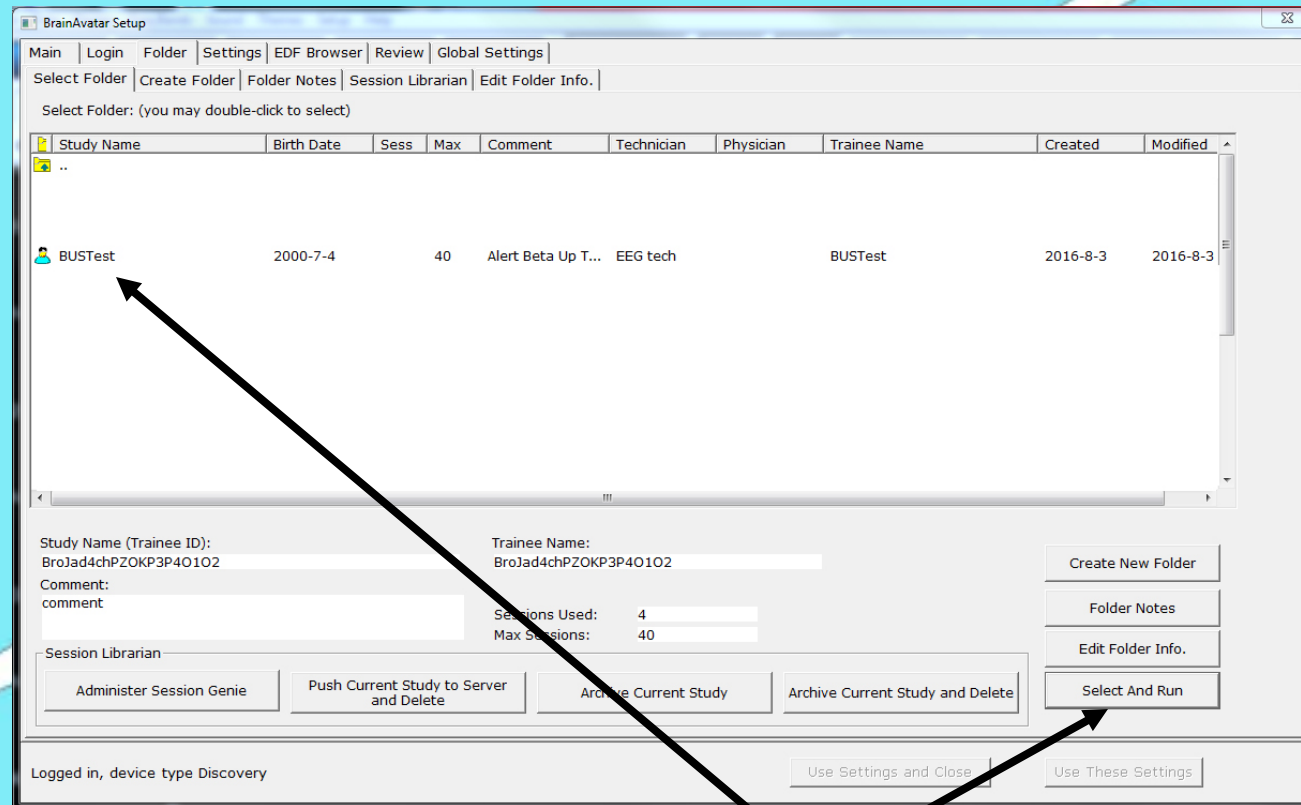 BrainAvatar Setup
Main Login Folder Settings EDF Browser Review Global Settings
Select Folder Create Folder Folder Notes Session Librarian Edit Folder Info.
Select Folder: (you may double-click to select)
Study Name Birth Date Sess Max Comment Technician Physician Trainee Name Created Modified
..
BUSTest 2000-7-4 40 Alert Beta Up T... EEG tech BUSTest 2016-8-3 2016-8-3
Study Name (Trainee ID): Trainee Name:
BroJad4chPZOKP3P4O1O2 BroJad4chPZOKP3P4O1O2
Create New Folder
Comment:
comment
Sessions Used: 4
Folder Notes
Max Sessions: 40
Edit Folder Info.
Session Librarian
Administer Session Genie
Push Current Study to Server
and Delete
Archive Current Study
Archive Current Study and Delete
Select And Run
Logged in, device type Discovery Use Settings and Close Use These Settings